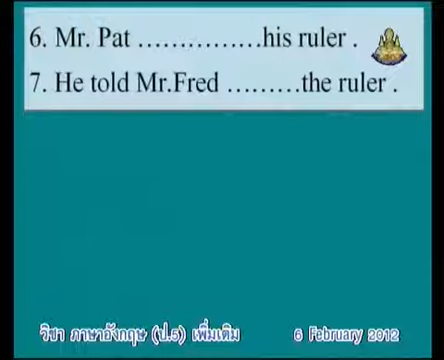 6. Mr. Pat ……………his ruler .
7. He told Mr.Fred ………the ruler .
วิชา ภาษาอังกฤษ (ป.5) เพิ่มเติม
6 February 2012